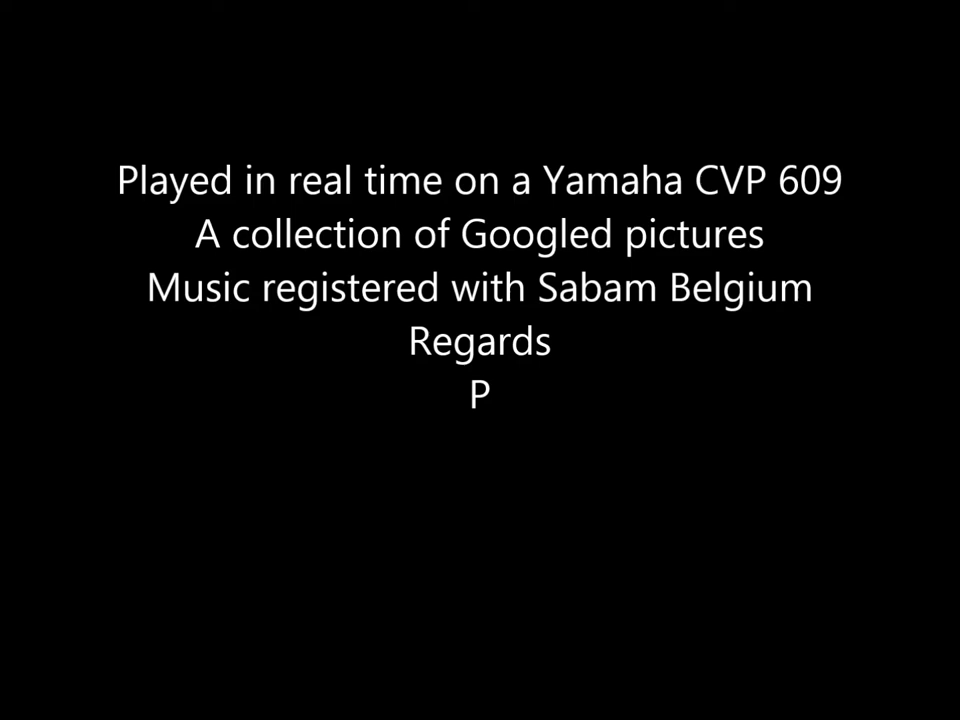 Played in real time on a Yamaha CVP 609
A collection of Googled pictures
Music registered with Sabam Belgium
Regards
P